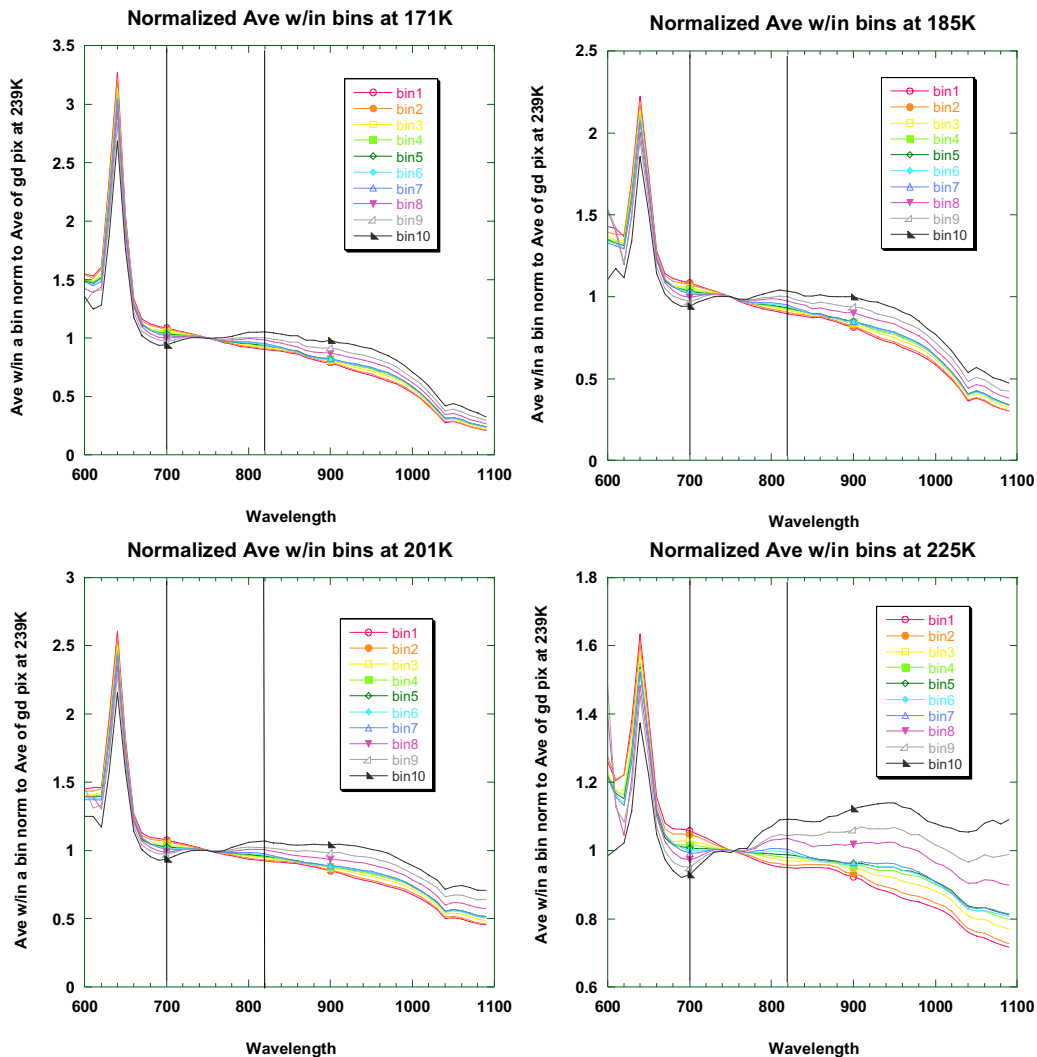 Normalized Ave w/in bins at 171K
Ave w/in a bin norm to Ave of gd pix at 239K
3.5
3
2.5
2
1.5
1
0.5
0
bin1
bin2
bin3
bin4
bin5
bin6
bin7
bin8
bin9
bin10
600 700 800 900 1000 1100
Wavelength
Normalized Ave w/in bins at 185K
Ave w/in a bin norm to Ave of gd pix at 239K
2.5
2
1.5
1
0.5
0
bin1
bin2
bin3
bin4
bin5
bin6
bin7
bin8
bin9
bin10
600 700 800 900 1000 1100
Wavelength
Normalized Ave w/in bins at 201K
Ave w/in a bin norm to Ave of gd pix at 239K
3
2.5
2
1.5
1
0.5
0
bin1
bin2
bin3
bin4
bin5
bin6
bin7
bin8
bin9
bin10
600 700 800 900 1000 1100
Wavelength
Normalized Ave w/in bins at 225K
Ave w/in a bin norm to Ave of gd pix at 239K
1.8
1.6
1.4
1.2
1.0
0.8
0.6
bin1
bin2
bin3
bin4
bin5
bin6
bin7
bin8
bin9
bin10
600 700 800 900 1000 1100
Wavelength